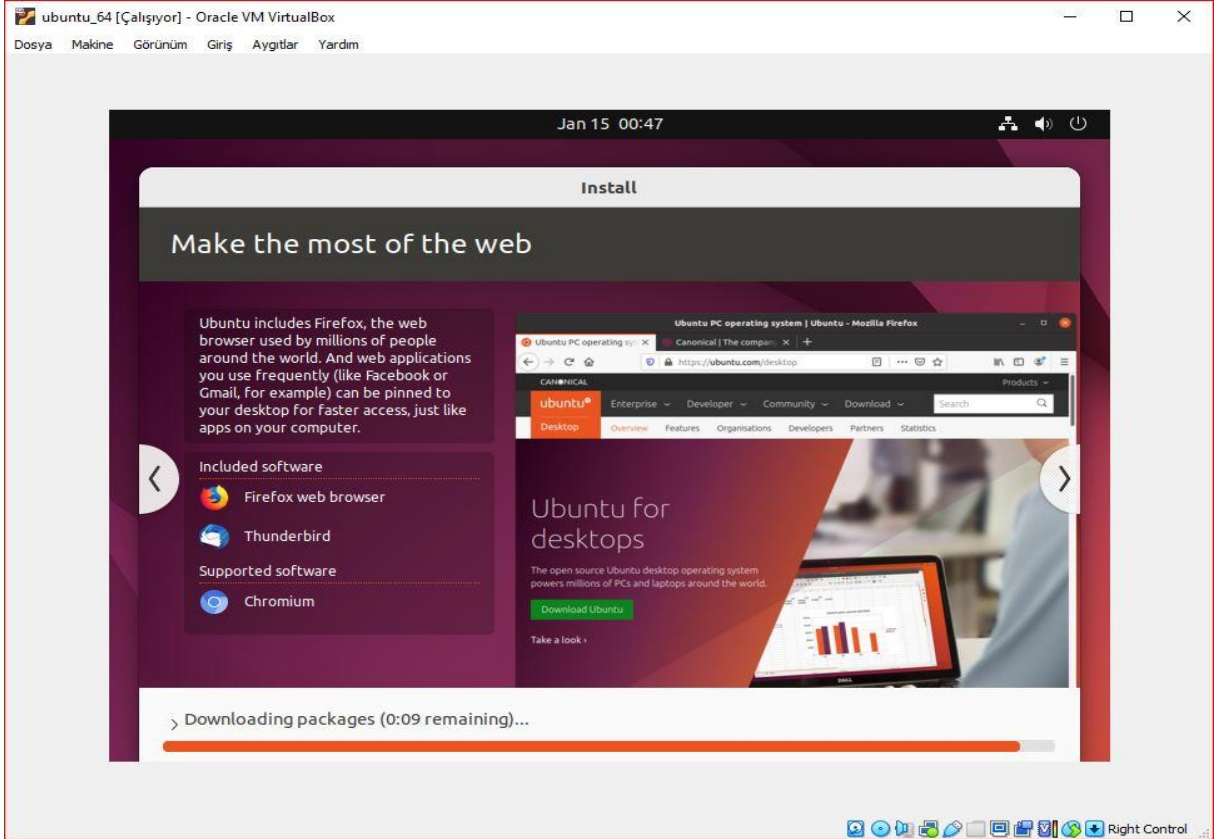 ubuntu_64 [Çalışıyor] - Oracle VM VirtualBox
Dosya Makine Görünüm Giriş Aygıtlar Yardım
Jan 15 00:47
Install
Make the most of the web
Ubuntu includes Firefox, the web
browser used by millions of people
around the world. And web applications
you use frequently (like Facebook or
Gmail, for example) can be pinned to
your desktop for faster access, just like
apps on your computer.
Included software
Firefox web browser
Thunderbird
Supported software
Chromium
Ubuntu PC operating system | Ubuntu - Mozilla Firefox
Ubuntu PC operating sys Canonical | The company
https://ubuntu.com/desktop
CANONICAL Products
ubuntu Enterprise Developer Community Download Search
Desktop Overview Features Organisations Developers Partners Statistics
Ubuntu for
desktops
The open source Ubuntu desktop operating system
powers millions of PCs and laptops around the world.
Download Ubuntu
Take a look ›
DELL
Downloading packages (0:09 remaining)...
Right Control